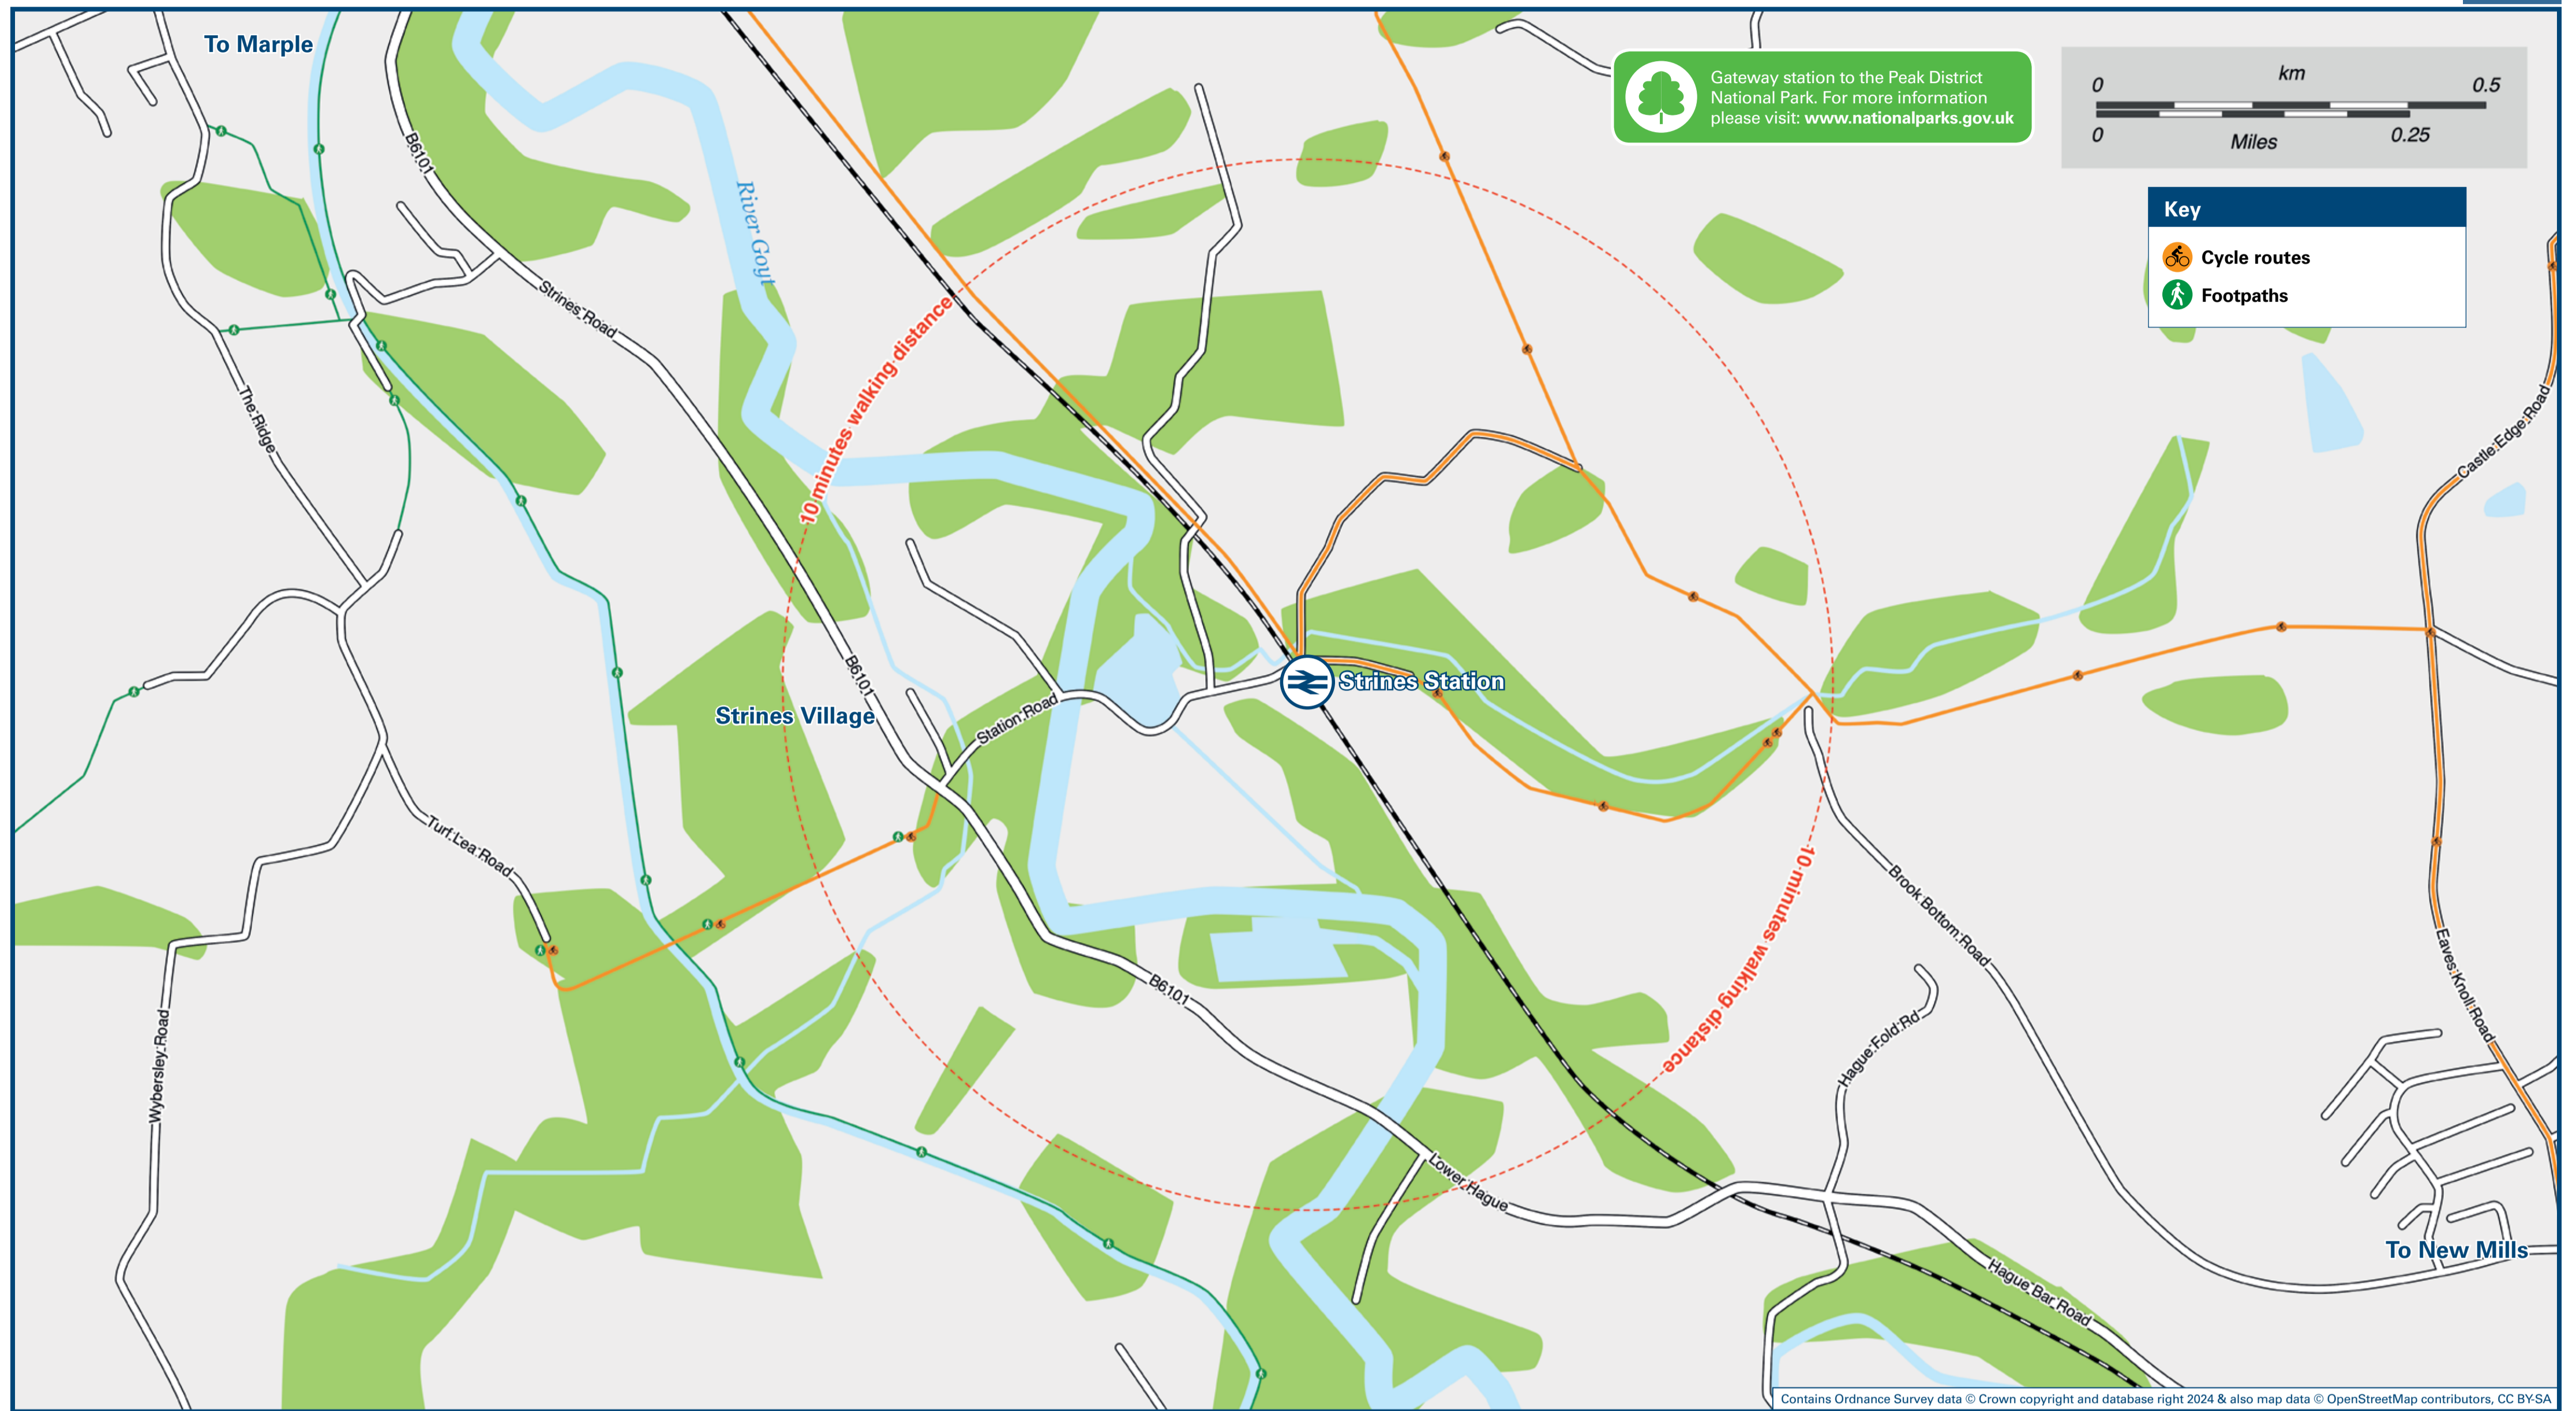 To Marple
B6101
River Goyt
Gateway station to the Peak District
National Park. For more information
please visit: www.nationalparks.gov.uk
km
0
0.5
0
0.25
Miles
Key
Cycle routes
Footpaths
Strines Road
10 minutes walking distance
The Ridge
Castle Edge Road
B6101
Strines Village
Station Road
Strines Station
Turf Lea Road
10 minutes walking distance
Brook Bottom Road
Eaves Knoll Road
B6101
Hague Fold Rd
Wybersley Road
Lower Hague
To New Mills
Hague Bar Road
Contains Ordnance Survey data © Crown copyright and database right 2024 & also map data © OpenStreetMap contributors, CC BY-SA